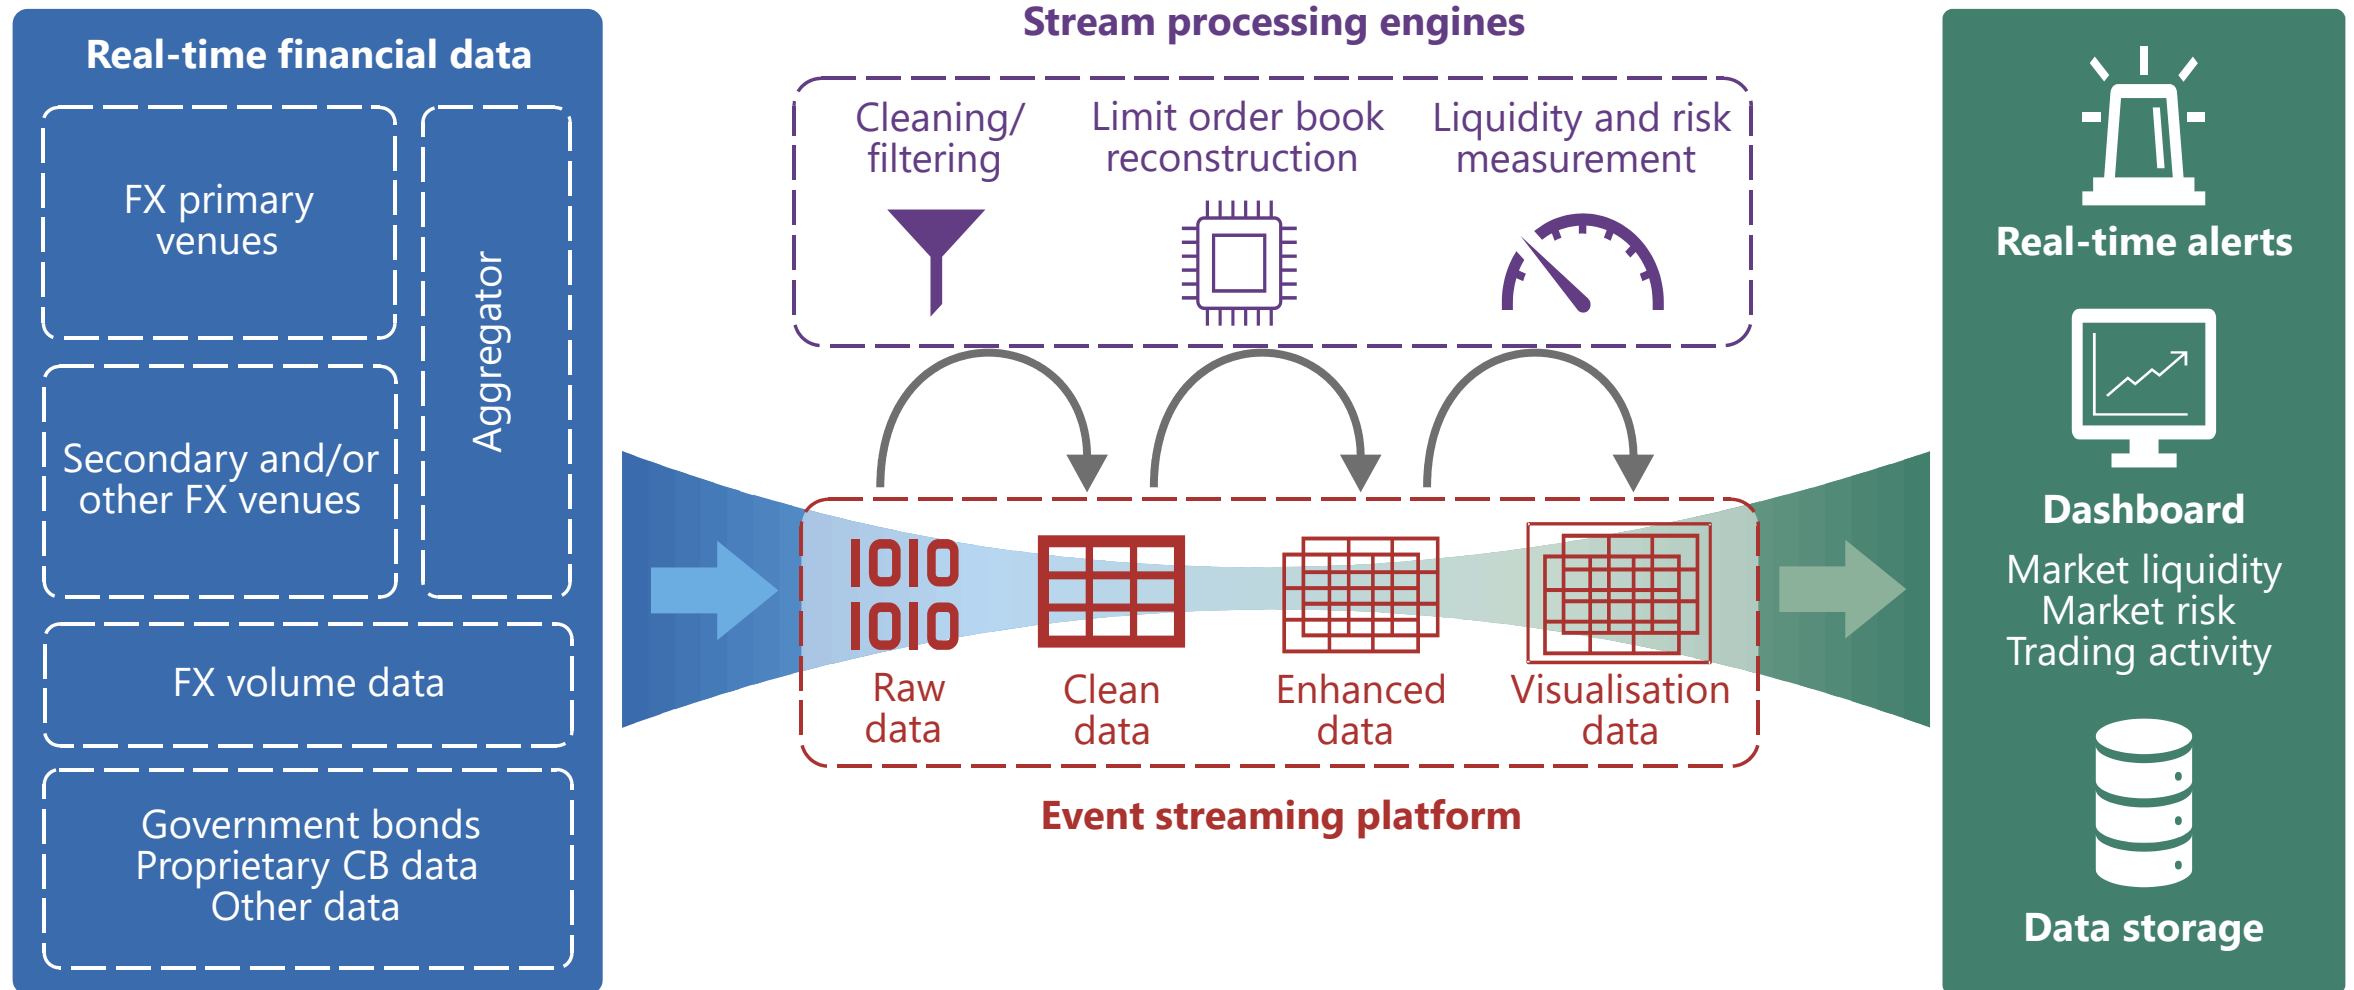 Real-time financial data
FX primary
venues
Secondary and/or
other FX venues
Aggregator
FX volume data
Government bonds
Proprietary CB data
Other data
Stream processing engines
Cleaning/
filtering
Limit order book
reconstruction
Liquidity and risk
measurement
1010
1010
Raw
data
Clean
data
Enhanced
data
Visualisation
data
Event streaming platform
Real-time alerts
Dashboard
Market liquidity
Market risk
Trading activity
Data storage